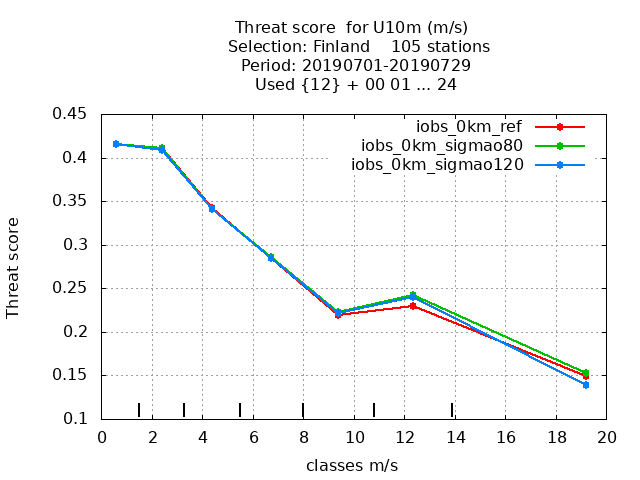 Threat score  for U10m (m/s)
Selection: Finland    105 stations
Period: 20190701-20190729
Used {12} + 00 01 ... 24
iobs_0km_ref
iobs_0km_sigmao80
iobs_0km_sigmao120
Threat score
0.45
0.4
0.35
0.3
0.25
0.2
0.15
0.1
0 2 4 6 8 10 12 14 16 18 20
classes m/s